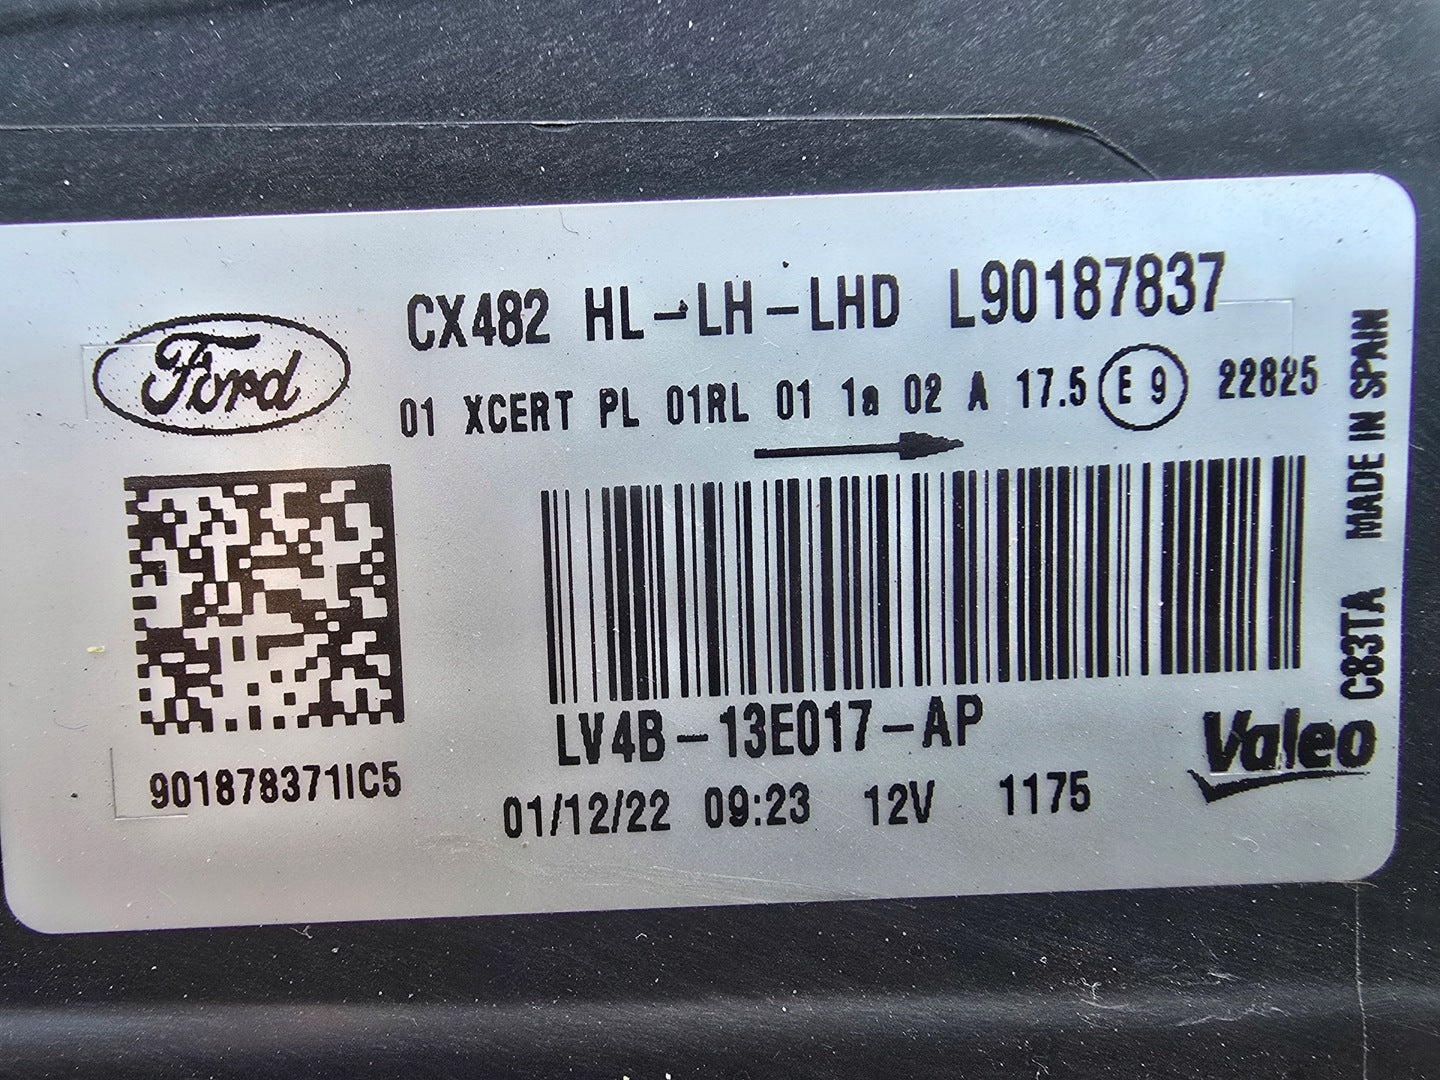 CX482 HL-LH-LHD L90187837
Ford
01 XCERT PL 01RL 01 1a 02 A 17.5 E 9 22825
MADE IN SPAIN
C83TA
LV4B-13E017-AP
Valeo
901878371IC5
01/12/22 09:23 12V 1175